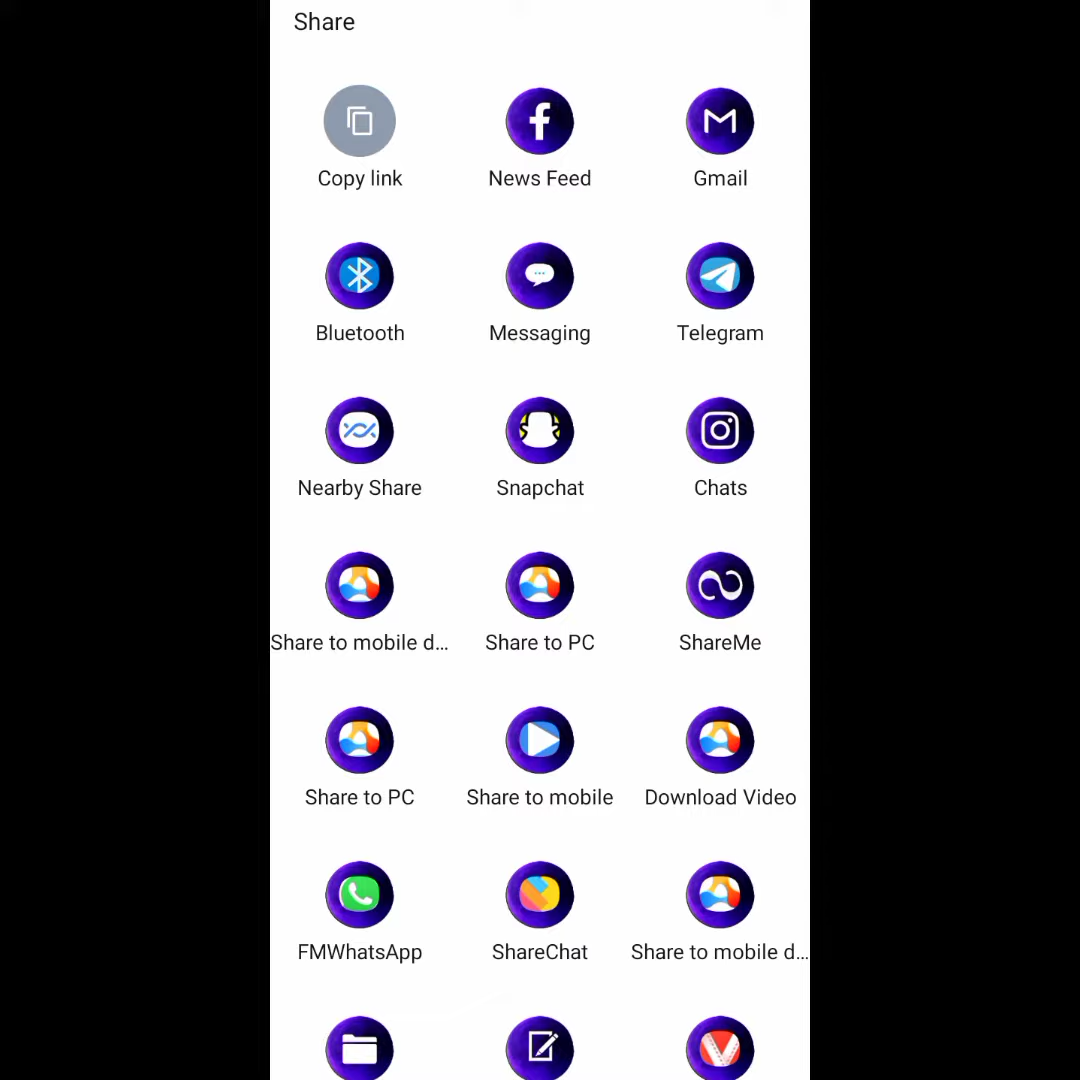 Share
Copy link
News Feed
Gmail
Bluetooth
Messaging
Telegram
Nearby Share
Snapchat
Chats
Share to mobile d...
Share to PC
ShareMe
Share to PC
Share to mobile
Download Video
FMWhatsApp
ShareChat
Share to mobile d...